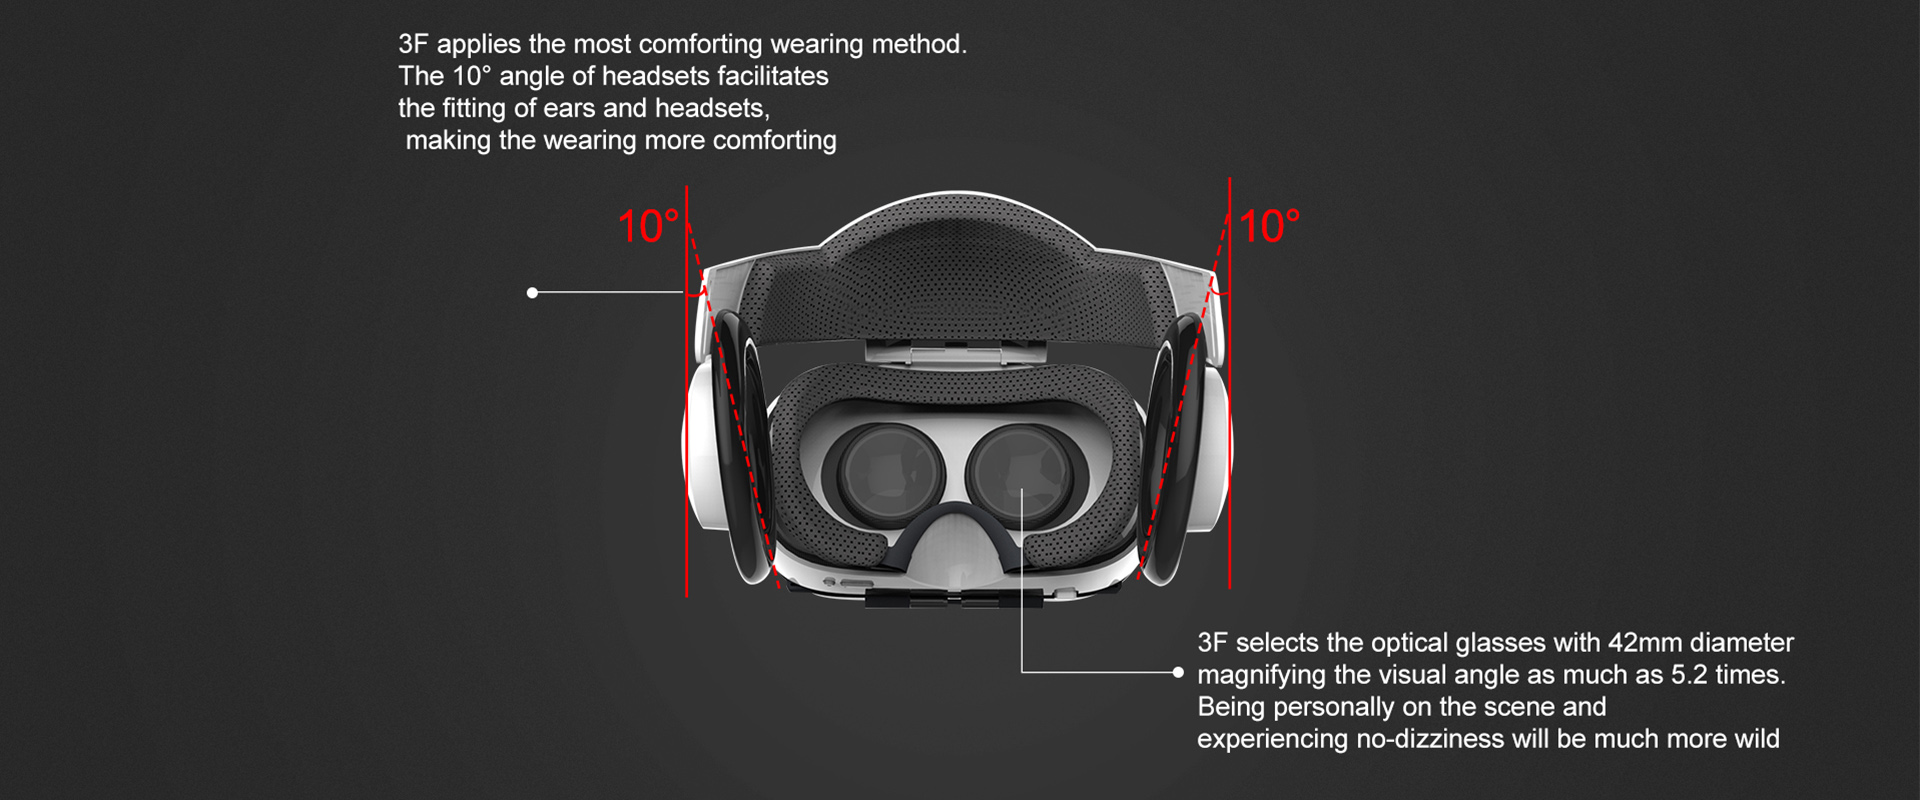 3F applies the most comforting wearing method.
The 10° angle of headsets facilitates
the fitting of ears and headsets,
making the wearing more comforting
10°
10°
3F selects the optical glasses with 42mm diameter
magnifying the visual angle as much as 5.2 times.
Being personally on the scene and
experiencing no-dizziness will be much more wild